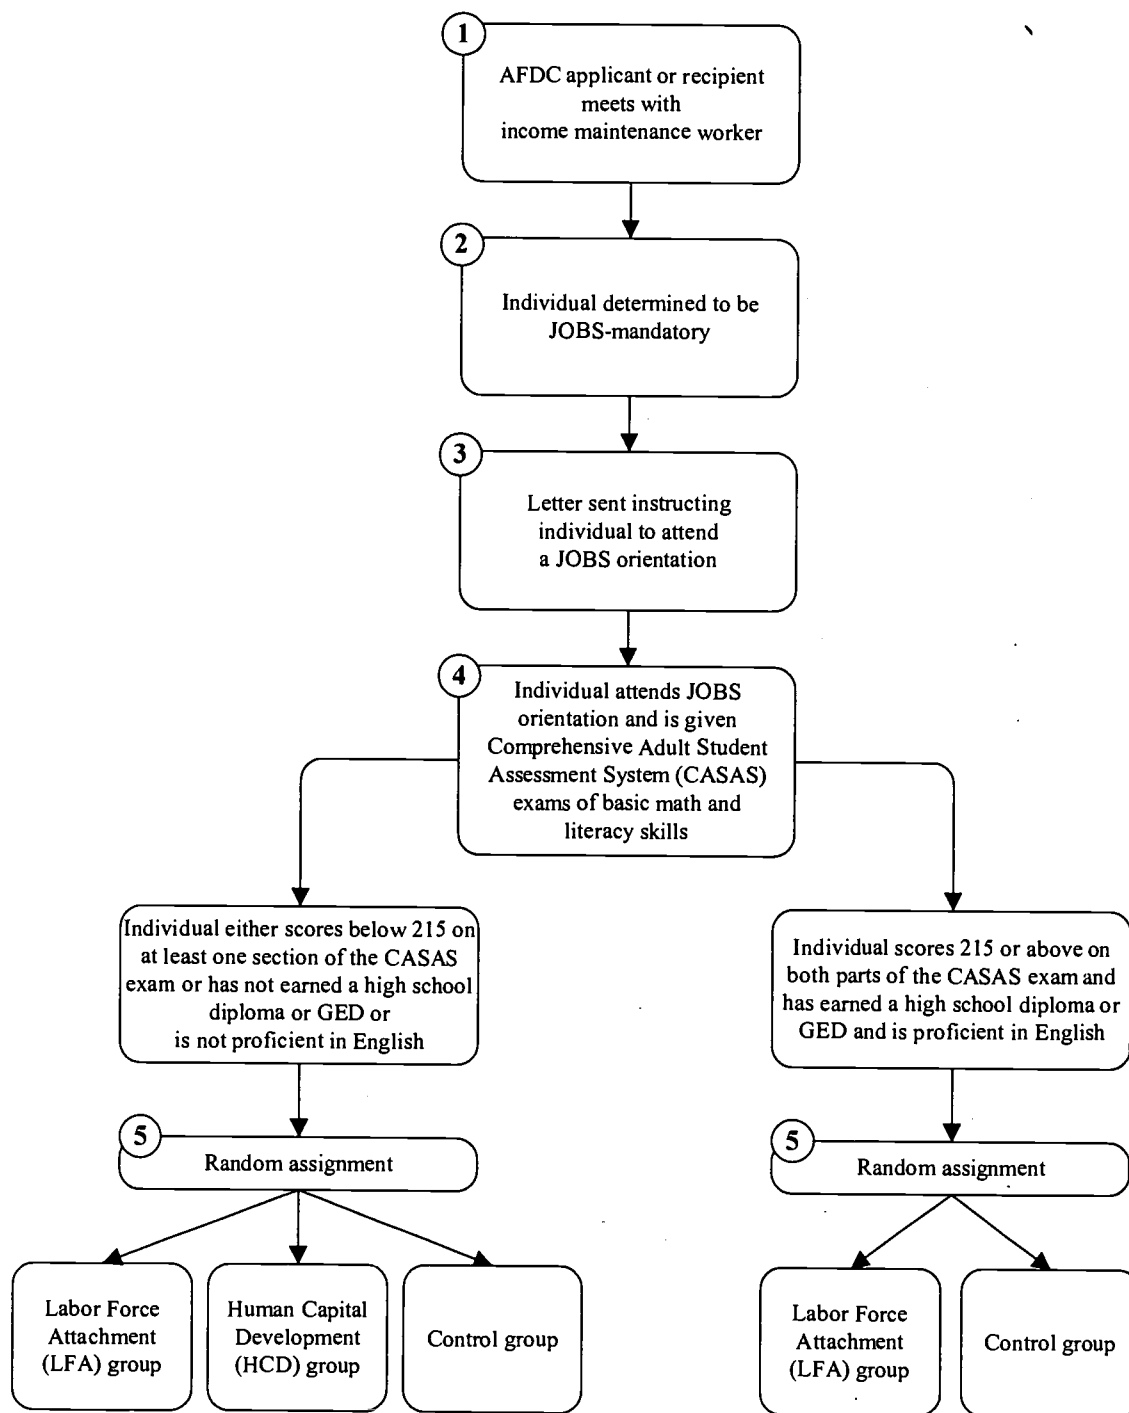 1
AFDC applicant or recipient
meets with
income maintenance worker
2
Individual determined to be
JOBS-mandatory
3
Letter sent instructing
individual to attend
a JOBS orientation
4
Individual attends JOBS
orientation and is given
Comprehensive Adult Student
Assessment System (CASAS)
exams of basic math and
literacy skills
Individual either scores below 215 on
at least one section of the CASAS
exam or has not earned a high school
diploma or GED or
is not proficient in English
Individual scores 215 or above on
both parts of the CASAS exam and
has earned a high school diploma or
GED and is proficient in English
5
Random assignment
5
Random assignment
Labor Force
Attachment
(LFA) group
Human Capital
Development
(HCD) group
Control group
Labor Force
Attachment
(LFA) group
Control group